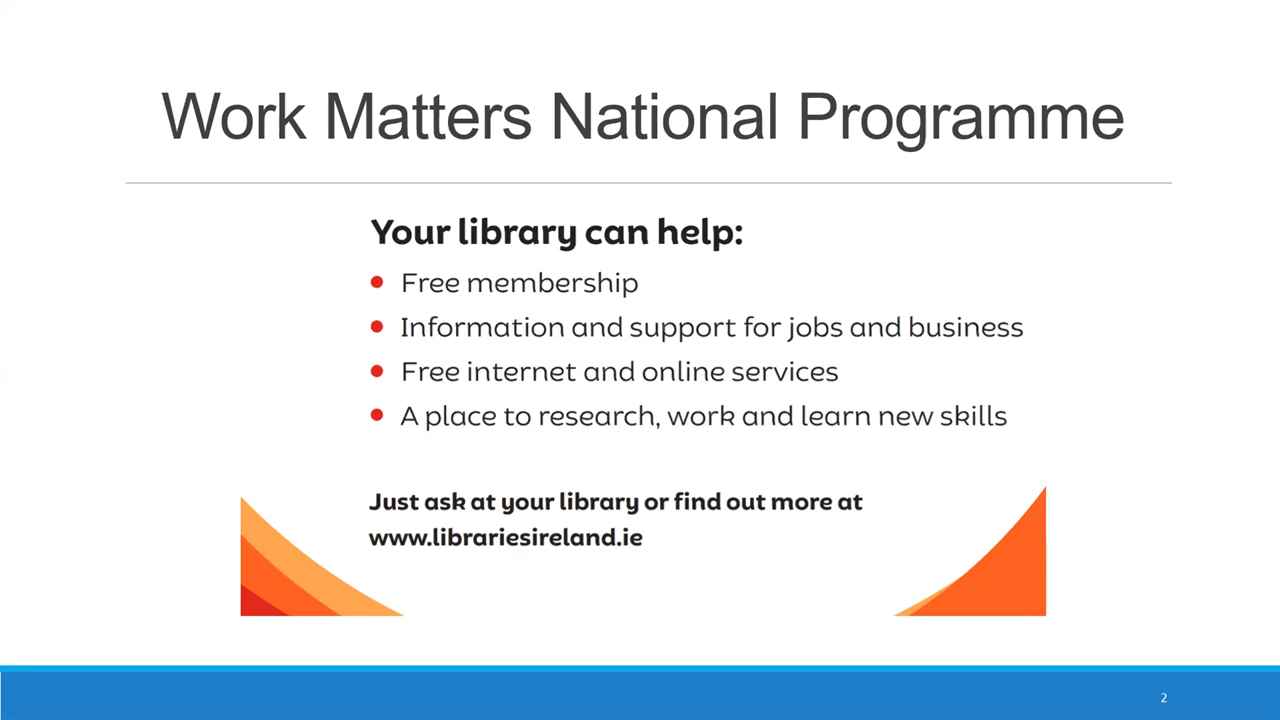 Work Matters National Programme
Your library can help:
• Free membership
• Information and support for jobs and business
• Free internet and online services
• A place to research, work and learn new skills
Just ask at your library or find out more at
www.librariesireland.ie
2